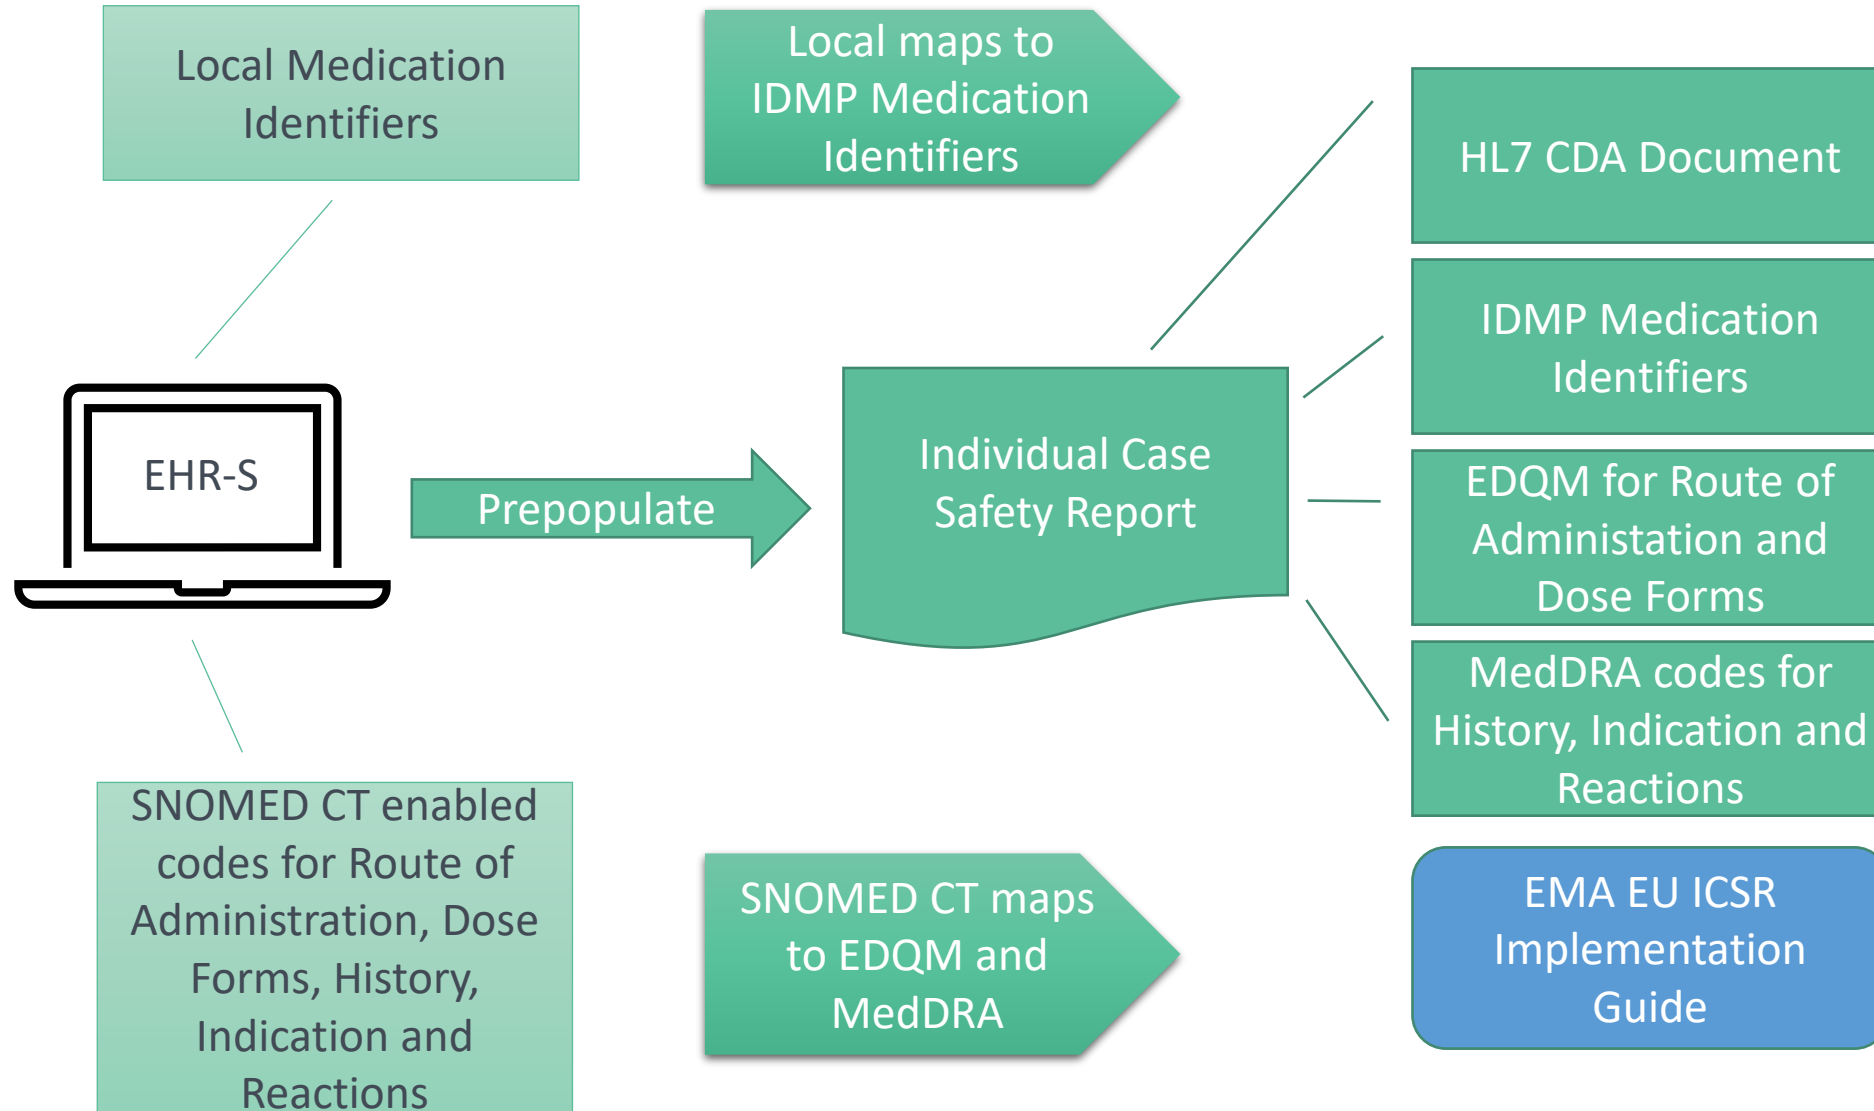 Local Medication
Identifiers
Local maps to
IDMP Medication
Identifiers
HL7 CDA Document
IDMP Medication
Identifiers
EHR-S
Prepopulate
Individual Case
Safety Report
EDQM for Route of
Administation and
Dose Forms
MedDRA codes for
History, Indication and
Reactions
SNOMED CT enabled
codes for Route of
Administration, Dose
Forms, History,
Indication and
Reactions
SNOMED CT maps
to EDQM and
MedDRA
EMA EU ICSR
Implementation
Guide